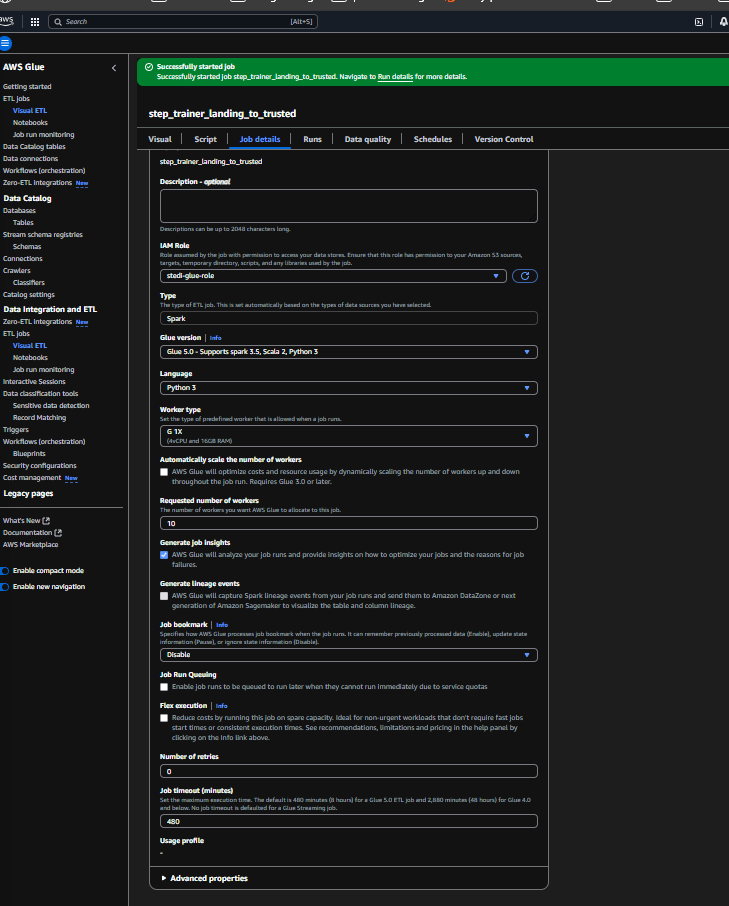 aws
Search
[Alt+S]
AWS Glue
Getting started
ETL jobs
Visual ETL
Notebooks
Job run monitoring
Data Catalog tables
Data connections
Workflows (orchestration)
Zero-ETL integrations New
Data Catalog
Databases
Tables
Stream schema registries
Schemas
Connections
Crawlers
Classifiers
Catalog settings
Data Integration and ETL
Zero-ETL integrations New
ETL jobs
Visual ETL
Notebooks
Job run monitoring
Interactive Sessions
Data classification tools
Sensitive data detection
Record Matching
Triggers
Workflows (orchestration)
Blueprints
Security configurations
Cost management New
Legacy pages
What's New
Documentation
AWS Marketplace
Enable compact mode
Enable new navigation
Successfully started job
Successfully started job step_trainer_landing_to_trusted. Navigate to Run details for more details.
step_trainer_landing_to_trusted
Visual
Script
Job details
Runs
Data quality
Schedules
Version Control
step_trainer_landing_to_trusted
Description - optional
Descriptions can be up to 2048 characters long.
IAM Role
Role assumed by the job with permission to access your data stores. Ensure that this role has permission to your Amazon S3 sources,
targets, temporary directory, scripts, and any libraries used by the job.
stedi-glue-role
Type
The type of ETL job. This is set automatically based on the types of data sources you have selected.
Spark
Glue version | Info
Glue 5.0 - Supports spark 3.5, Scala 2, Python 3
Language
Python 3
Worker type
Set the type of predefined worker that is allowed when a job runs.
G 1X
(4vCPU and 16GB RAM)
Automatically scale the number of workers
AWS Glue will optimize costs and resource usage by dynamically scaling the number of workers up and down
throughout the job run. Requires Glue 3.0 or later.
Requested number of workers
The number of workers you want AWS Glue to allocate to this job.
10
Generate job insights
AWS Glue will analyze your job runs and provide insights on how to optimize your jobs and the reasons for job
failures.
Generate lineage events
AWS Glue will capture Spark lineage events from your job runs and send them to Amazon DataZone or next
generation of Amazon Sagemaker to visualize the table and column lineage.
Job bookmark | Info
Specifies how AWS Glue processes job bookmark when the job runs. It can remember previously processed data (Enable), update state
information (Pause), or ignore state information (Disable).
Disable
Job Run Queuing
Enable job runs to be queued to run later when they cannot run immediately due to service quotas
Flex execution | Info
Reduce costs by running this job on spare capacity. Ideal for non-urgent workloads that don't require fast jobs
start times or consistent execution times. See recommendations, limitations and pricing in the help panel by
clicking on the Info link above.
Number of retries
0
Job timeout (minutes)
Set the maximum execution time. The default is 480 minutes (8 hours) for a Glue 5.0 ETL job and 2,880 minutes (48 hours) for Glue 4.0
and below. No job timeout is defaulted for a Glue Streaming job.
480
Usage profile
-
Advanced properties